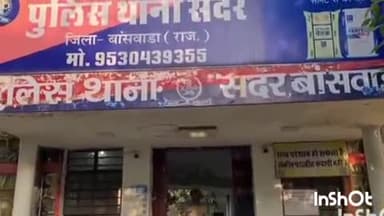 पुलिस थाना सदर
जिला- बांसवाडा (राज.)
मो. 9530439355
पुलिस थाना सदर, बांसवा
InShOt